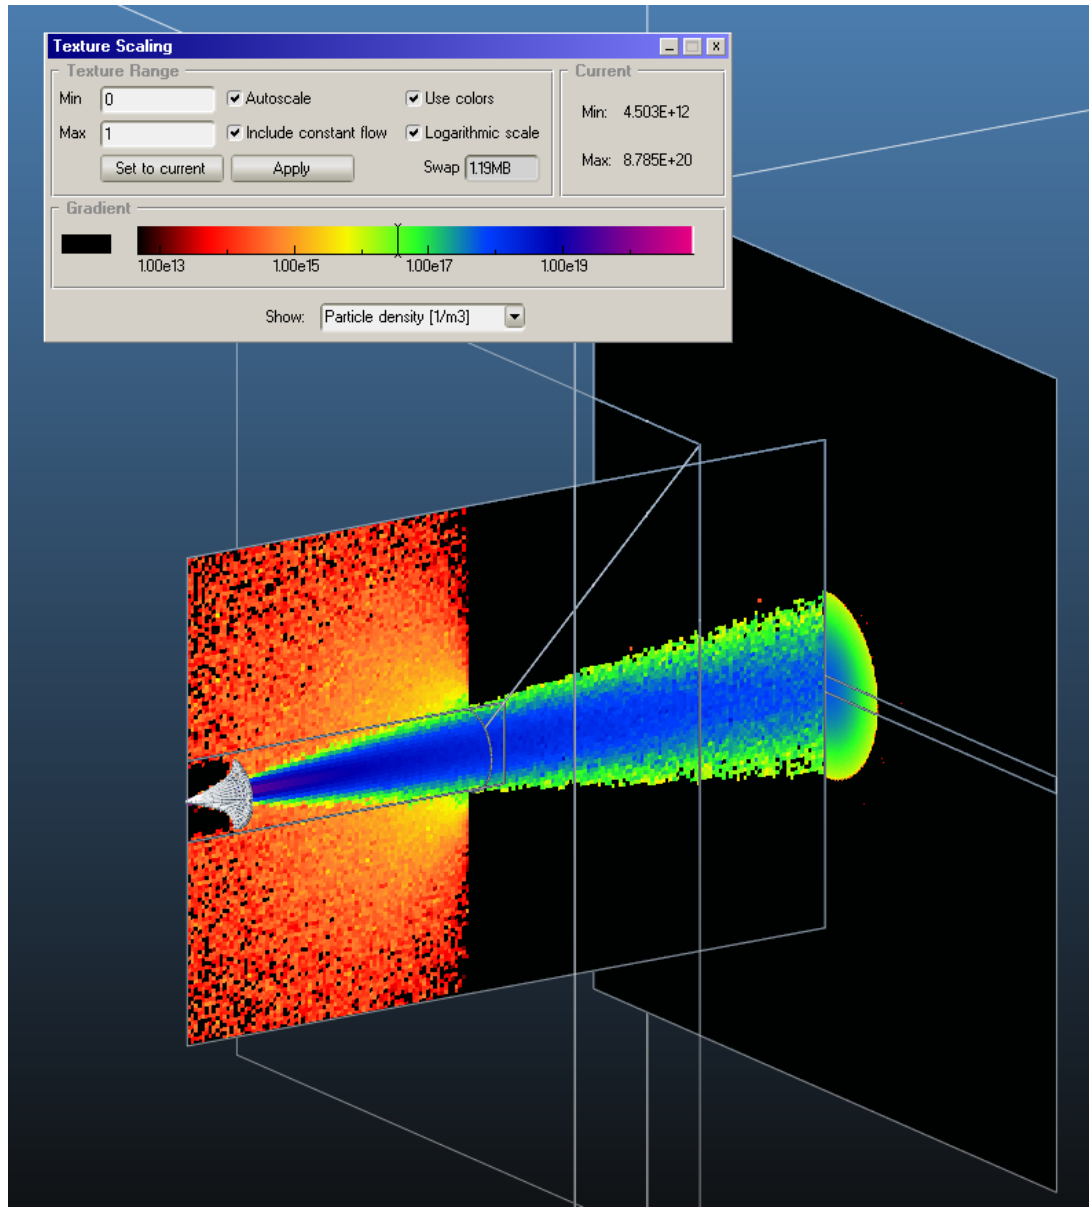 Texture Scaling
Texture Range
Min 0 Autoscale Use colors
Max 1 Include constant flow Logarithmic scale
Set to current Apply Swap 1.19MB
Current
Min: 4.503E+12
Max: 8.785E+20
Gradient
1.00e13 1.00e15 1.00e17 1.00e19
Show: Particle density [1/m3]